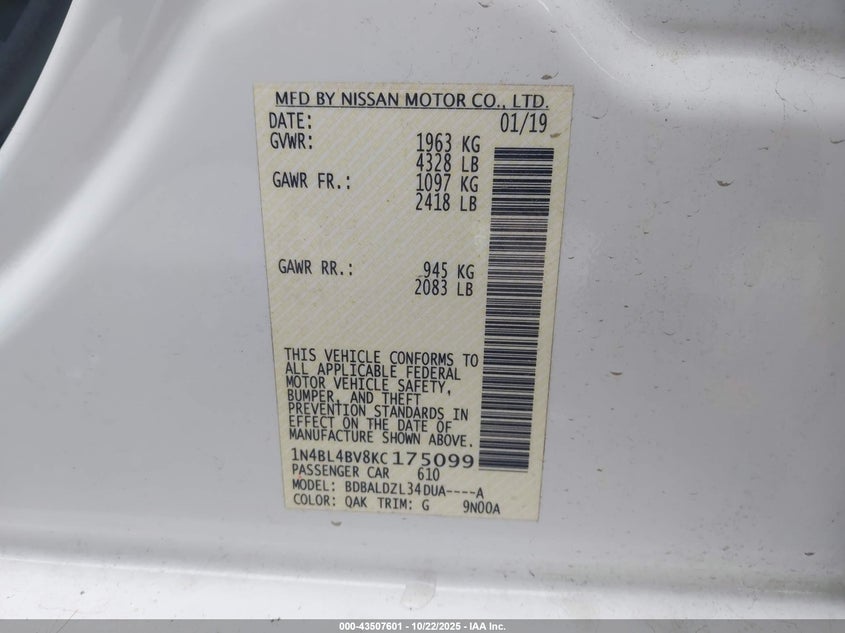 MFD BY NISSAN MOTOR CO., LTD.
DATE: 01/19
GVWR: 1963 KG
4328 LB
GAWR FR.: 1097 KG
2418 LB
GAWR RR.: 945 KG
2083 LB
THIS VEHICLE CONFORMS TO
ALL APPLICABLE FEDERAL
MOTOR VEHICLE SAFETY,
BUMPER, AND THEFT
PREVENTION STANDARDS IN
EFFECT ON THE DATE OF
MANUFACTURE SHOWN ABOVE.
1N4BL4BV8KC175099
PASSENGER CAR 610
MODEL: BDBALDZL34DUA----A
COLOR: QAK TRIM: G 9N00A
000-43507601 - 10/22/2025 - IAA Inc.